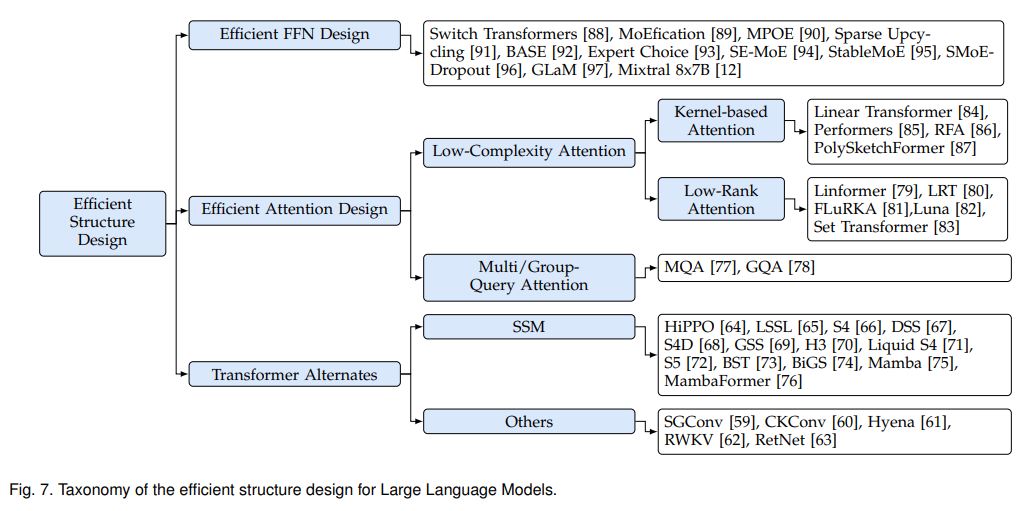 Efficient FFN Design
Switch Transformers [88], MoEfication [89], MPOE [90], Sparse Upcy-
cling [91], BASE [92], Expert Choice [93], SE-MoE [94], StableMoE [95], SMoE-
Dropout [96], GLaM [97], Mixtral 8x7B [12]
Efficient
Structure
Design
Efficient Attention Design
Low-Complexity Attention
Kernel-based
Attention
Linear Transformer [84],
Performers [85], RFA [86],
PolySketchFormer [87]
Low-Rank
Attention
Linformer [79], LRT [80],
FLuRKA [81],Luna [82],
Set Transformer [83]
Multi/Group-
Query Attention
MQA [77], GQA [78]
Transformer Alternates
SSM
HiPPO [64], LSSL [65], S4 [66], DSS [67],
S4D [68], GSS [69], H3 [70], Liquid S4 [71],
S5 [72], BST [73], BiGS [74], Mamba [75],
MambaFormer [76]
Others
SGConv [59], CKConv [60], Hyena [61],
RWKV [62], RetNet [63]
Fig. 7. Taxonomy of the efficient structure design for Large Language Models.